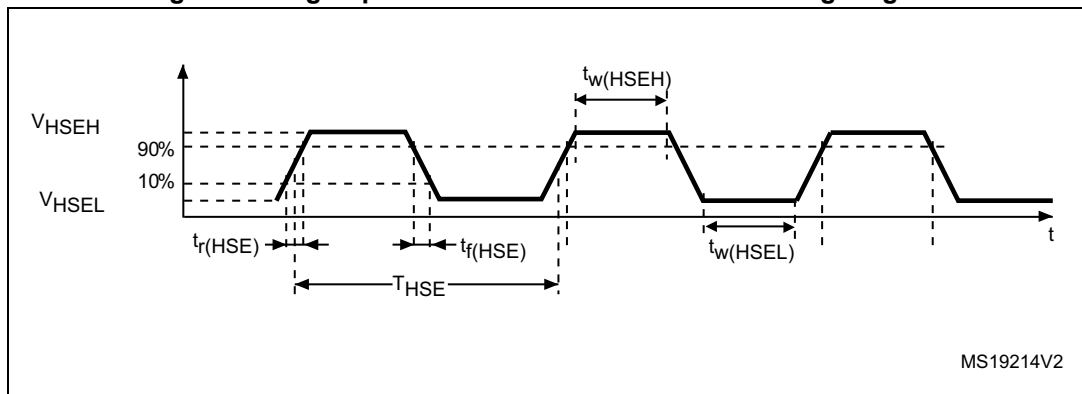 tw(HSEH)
VHSEH
90%
10%
VHSEL
tr(HSE)
tf(HSE)
tw(HSEL)
t
THSE
MS19214V2